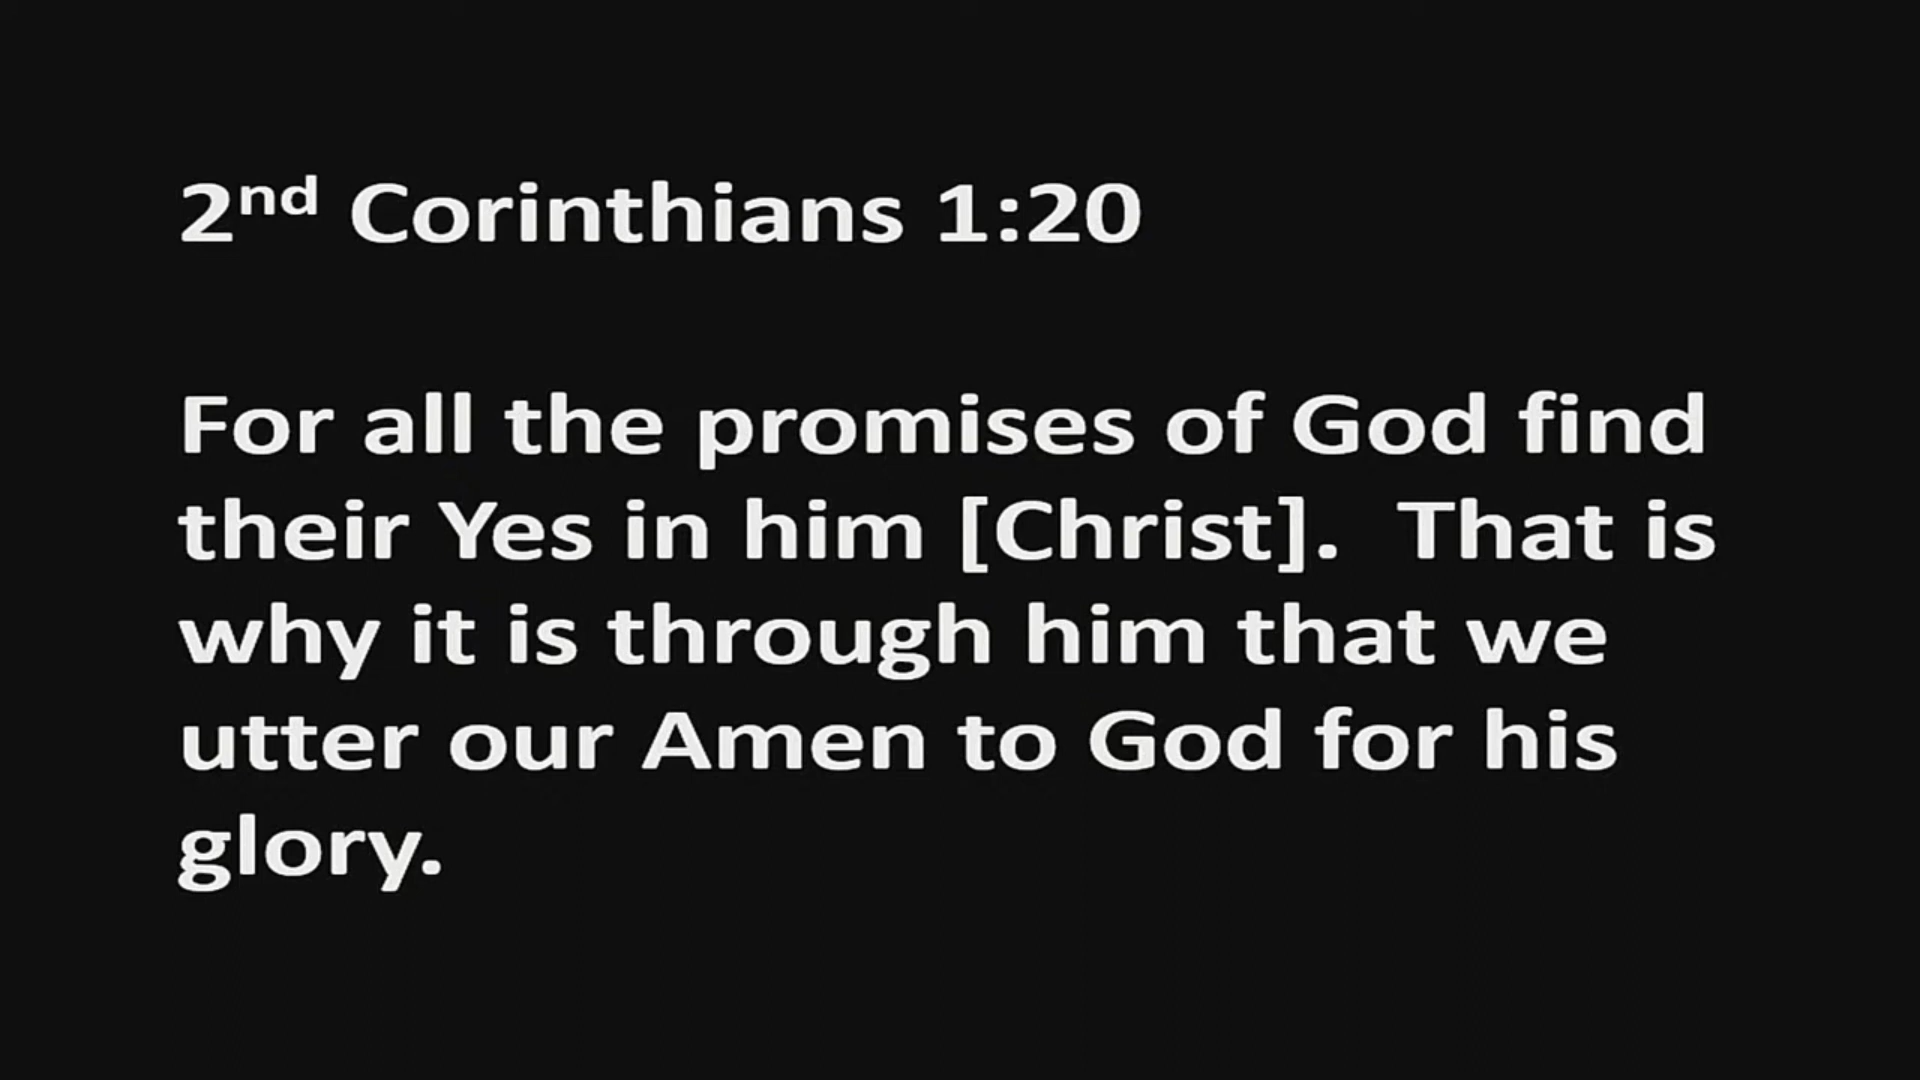 2nd Corinthians 1:20
For all the promises of God find
their Yes in him [Christ].  That is
why it is through him that we
utter our Amen to God for his
glory.